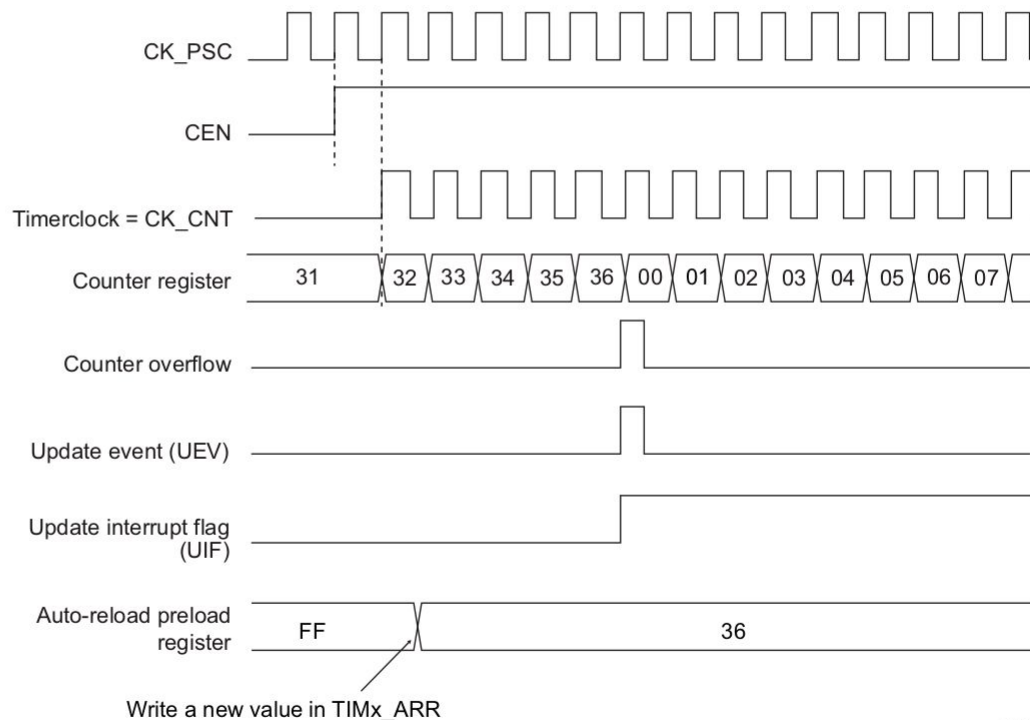 CK_PSC
CEN
Timerclock = CK_CNT
Counter register
31 32 33 34 35 36 00 01 02 03 04 05 06 07
Counter overflow
Update event (UEV)
Update interrupt flag
(UIF)
Auto-reload preload
register
FF 36
Write a new value in TIMx_ARR